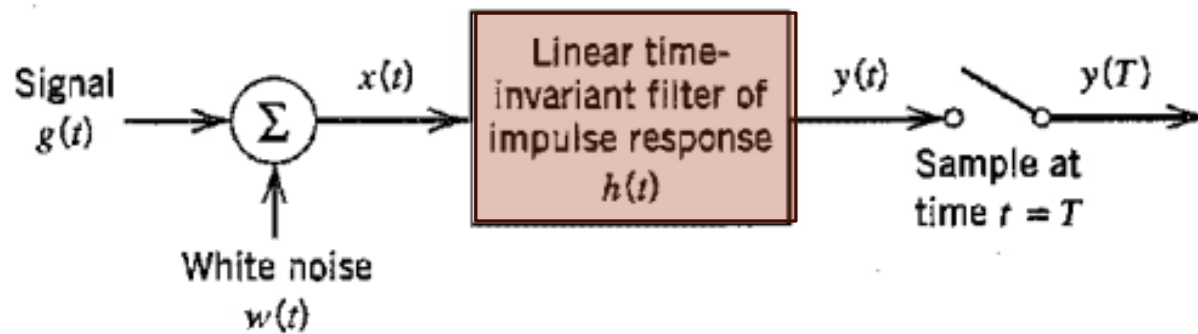 Signal
g(t)
Σ
x(t)
White noise
w(t)
Linear time-
invariant filter of
impulse response
h(t)
y(t)
y(T)
Sample at
time t = T